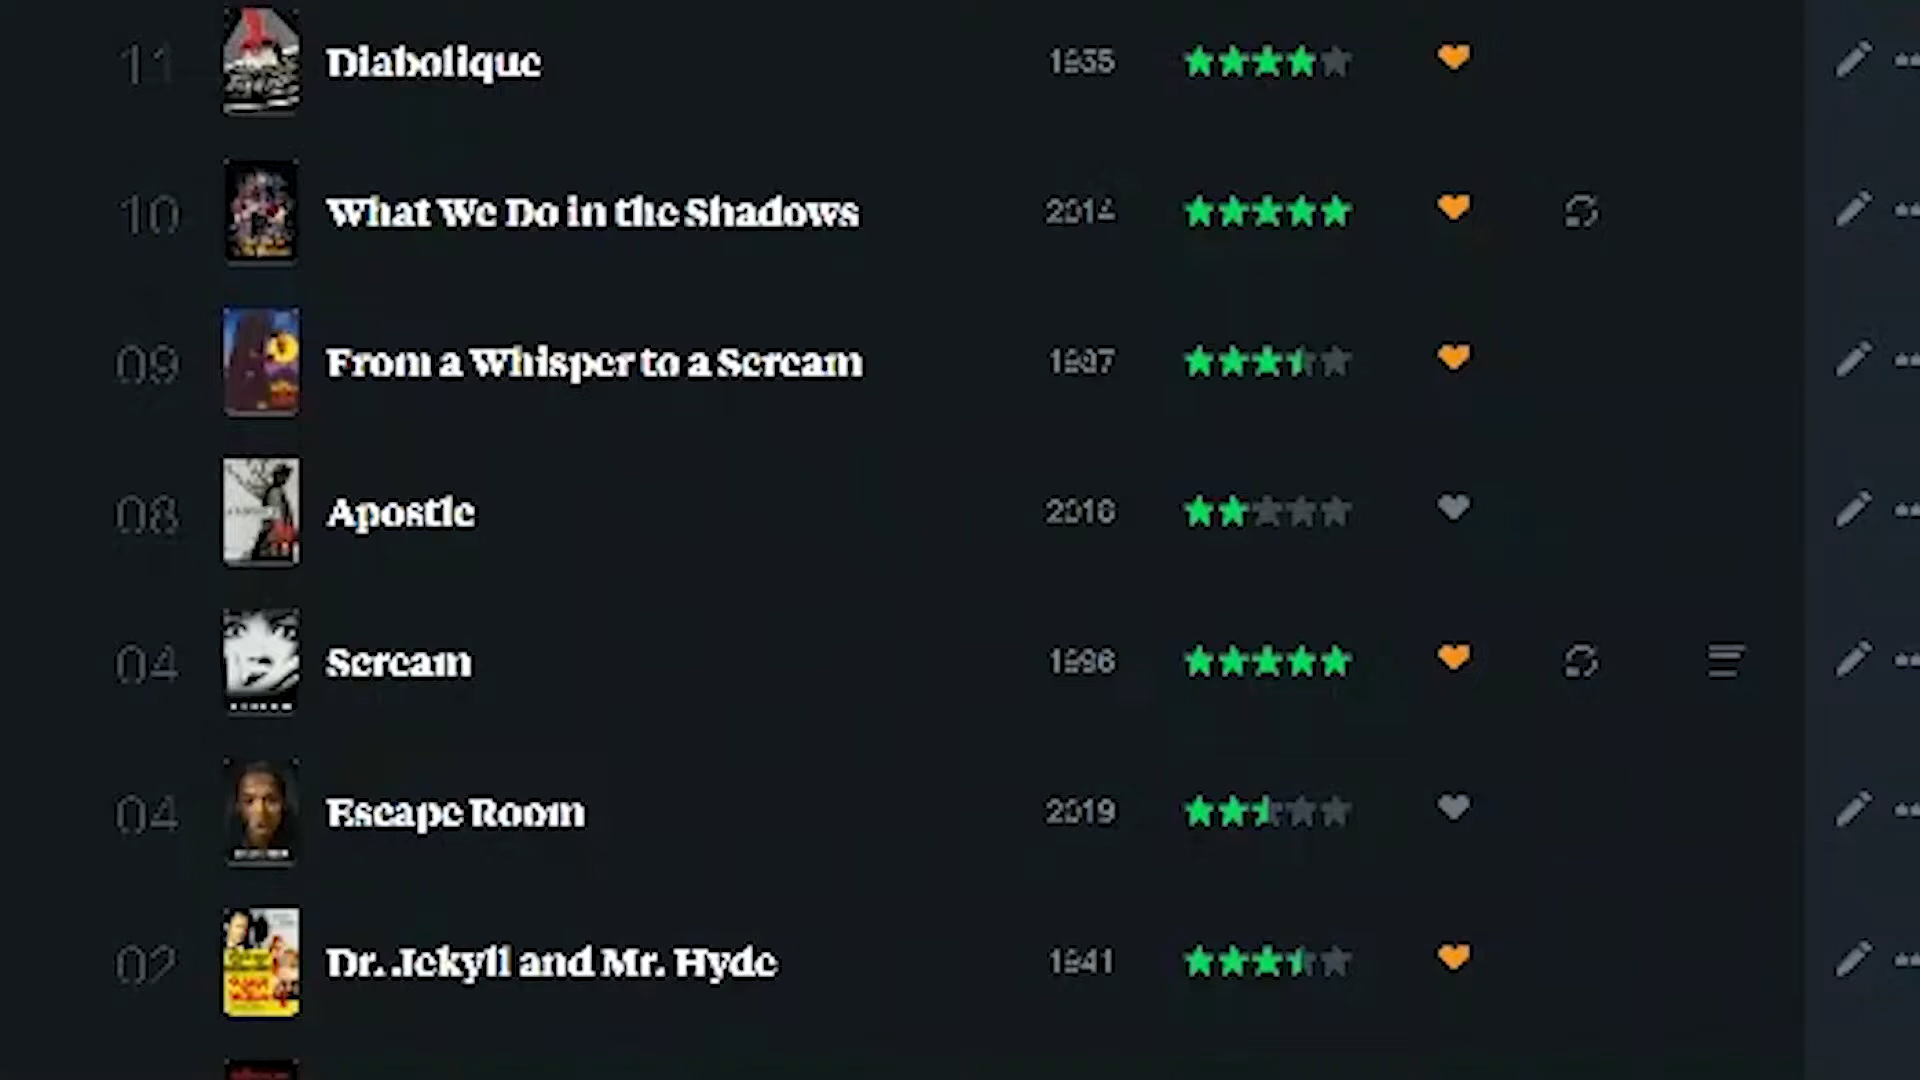 11 Diabolique 1955
10 What We Do in the Shadows 2014
09 From a Whisper to a Scream 1987
08 Apostle 2018
04 Scream 1996
04 Escape Room 2019
02 Dr. Jekyll and Mr. Hyde 1941